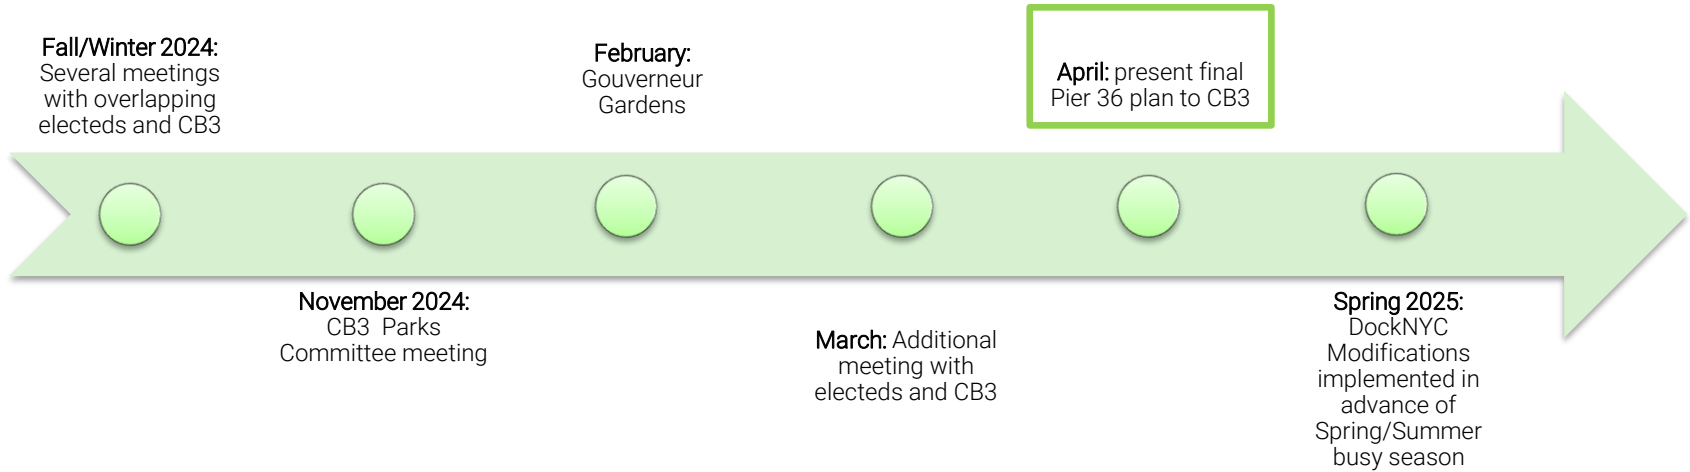 Fall/Winter 2024:
Several meetings
with overlapping
electeds and CB3
November 2024:
CB3  Parks
Committee meeting
February:
Gouverneur
Gardens
March: Additional
meeting with
electeds and CB3
April: present final
Pier 36 plan to CB3
Spring 2025:
DockNYC
Modifications
implemented in
advance of
Spring/Summer
busy season